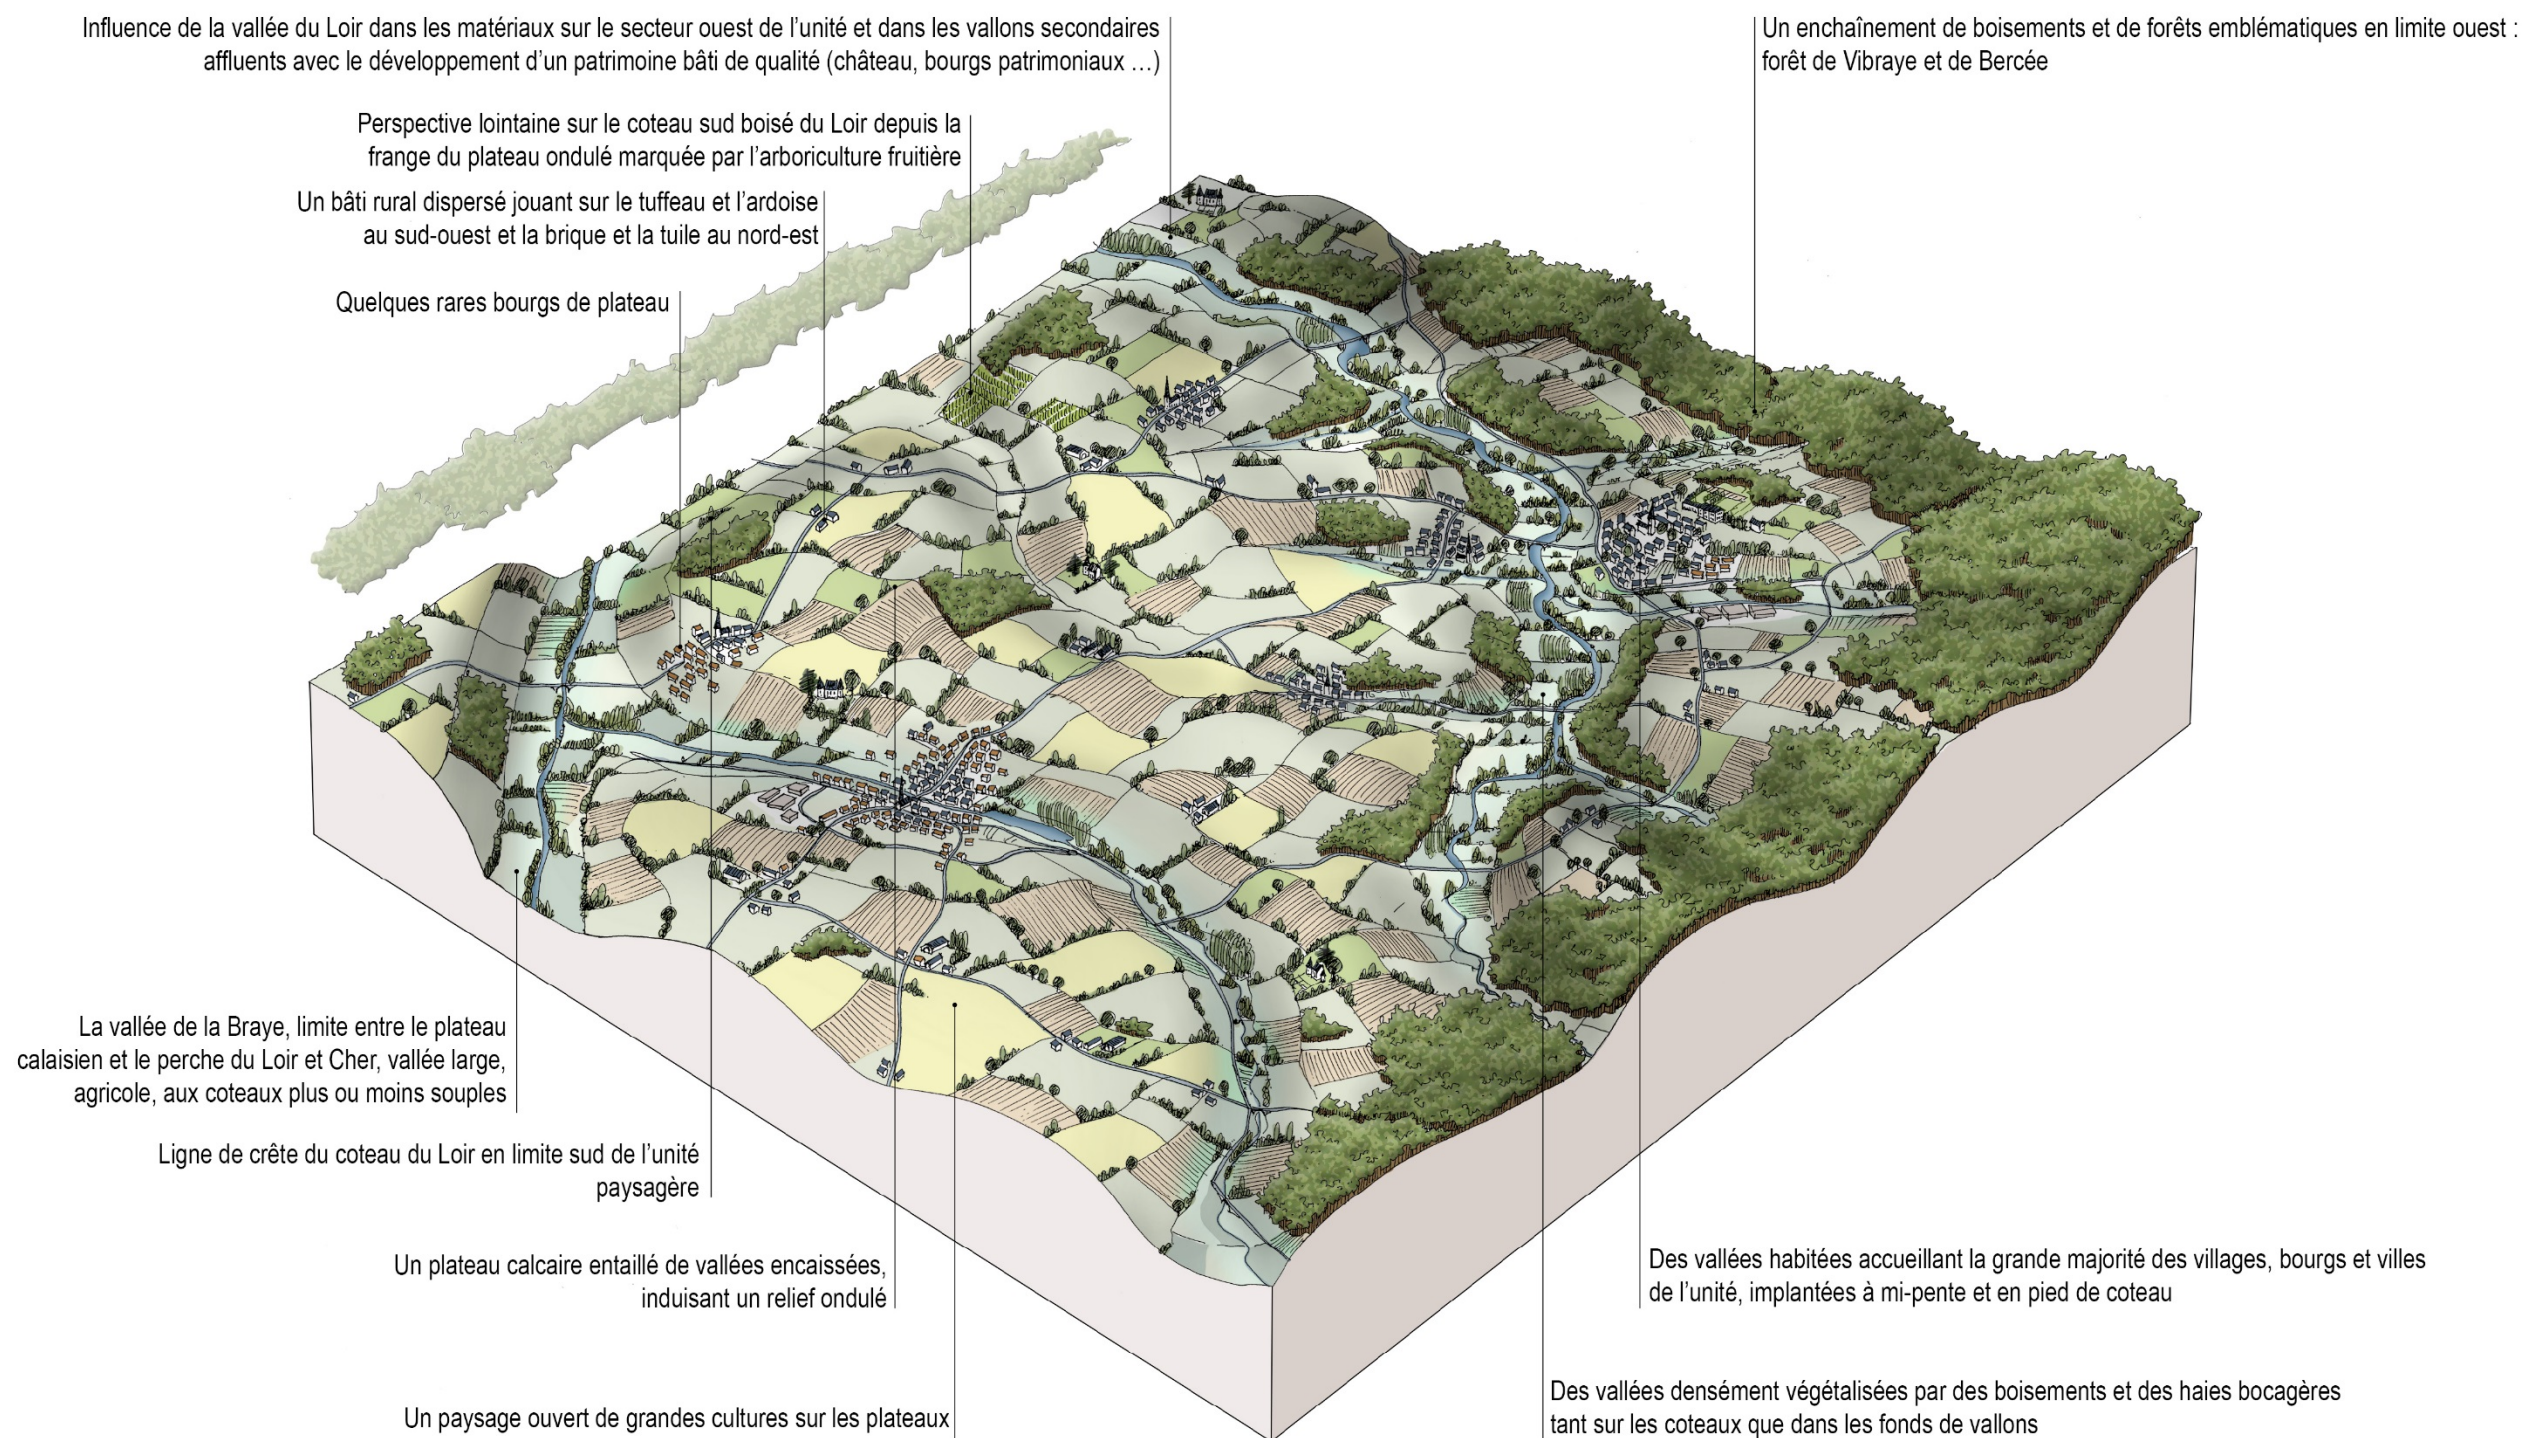 Influence de la vallée du Loir dans les matériaux sur le secteur ouest de l’unité et dans les vallons secondaires
affluents avec le développement d’un patrimoine bâti de qualité (château, bourgs patrimoniaux …)
Un enchaînement de boisements et de forêts emblématiques en limite ouest :
forêt de Vibraye et de Bercée
Perspective lointaine sur le coteau sud boisé du Loir depuis la
frange du plateau ondulé marquée par l’arboriculture fruitière
Un bâti rural dispersé jouant sur le tuffeau et l’ardoise
au sud-ouest et la brique et la tuile au nord-est
Quelques rares bourgs de plateau
La vallée de la Braye, limite entre le plateau
calaisien et le perche du Loir et Cher, vallée large,
agricole, aux coteaux plus ou moins souples
Ligne de crête du coteau du Loir en limite sud de l’unité
paysagère
Un plateau calcaire entaillé de vallées encaissées,
induisant un relief ondulé
Des vallées habitées accueillant la grande majorité des villages, bourgs et villes
de l’unité, implantées à mi-pente et en pied de coteau
Un paysage ouvert de grandes cultures sur les plateaux
Des vallées densément végétalisées par des boisements et des haies bocagères
tant sur les coteaux que dans les fonds de vallons